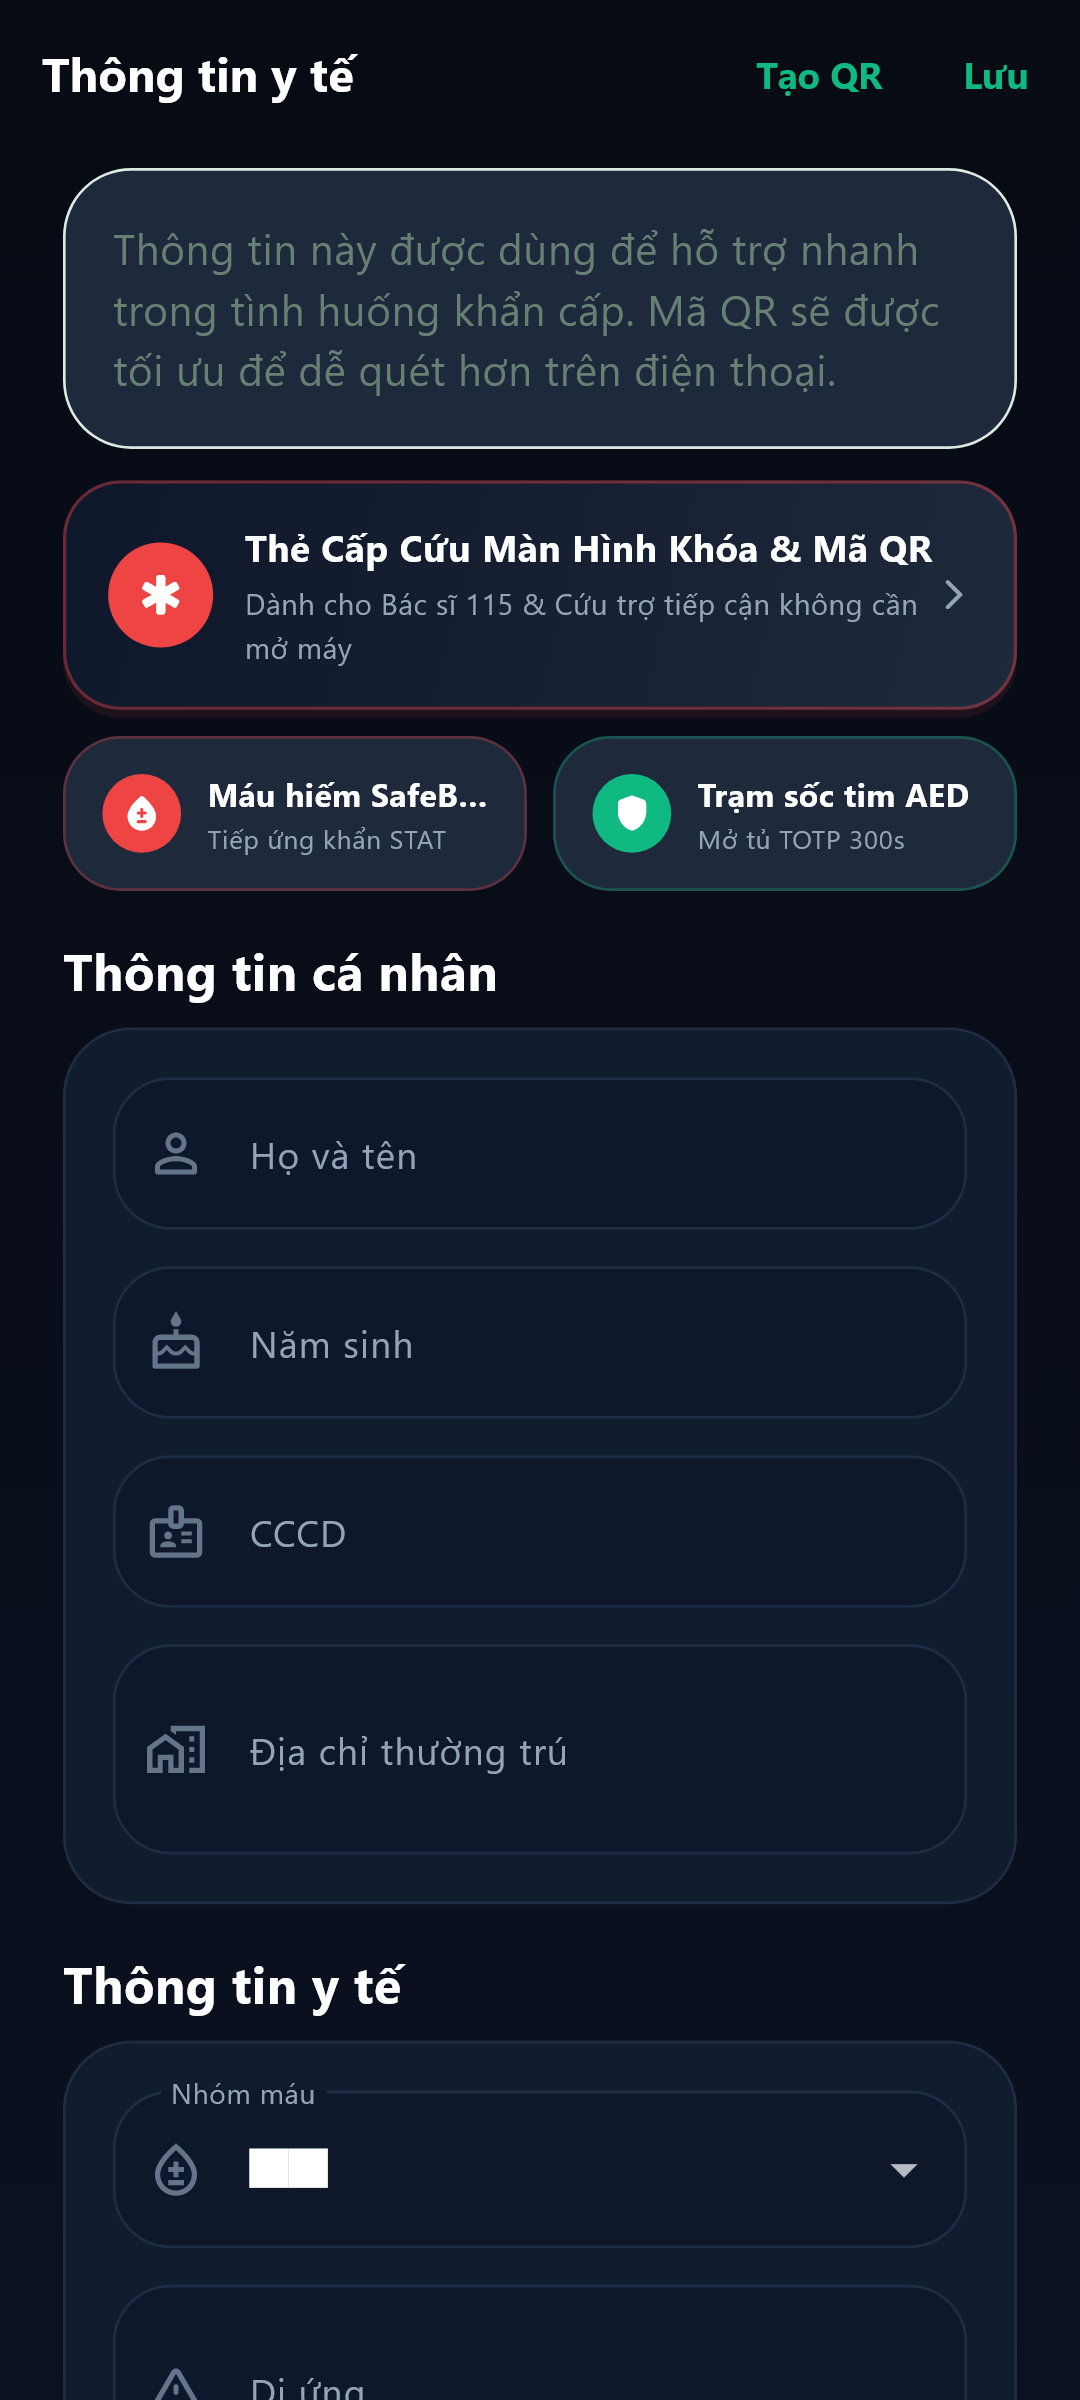 Thông tin y tế
Tạo QR
Lưu
Thông tin này được dùng để hỗ trợ nhanh
trong tình huống khẩn cấp. Mã QR sẽ được
tối ưu để dễ quét hơn trên điện thoại.
Thẻ Cấp Cứu Màn Hình Khóa & Mã QR
Dành cho Bác sĩ 115 & Cứu trợ tiếp cận không cần
mở máy
Máu hiếm SafeB...
Tiếp ứng khẩn STAT
Trạm sốc tim AED
Mở tủ TOTP 300s
Thông tin cá nhân
Họ và tên
Năm sinh
CCCD
Địa chỉ thường trú
Thông tin y tế
Nhóm máu
Dị ứng